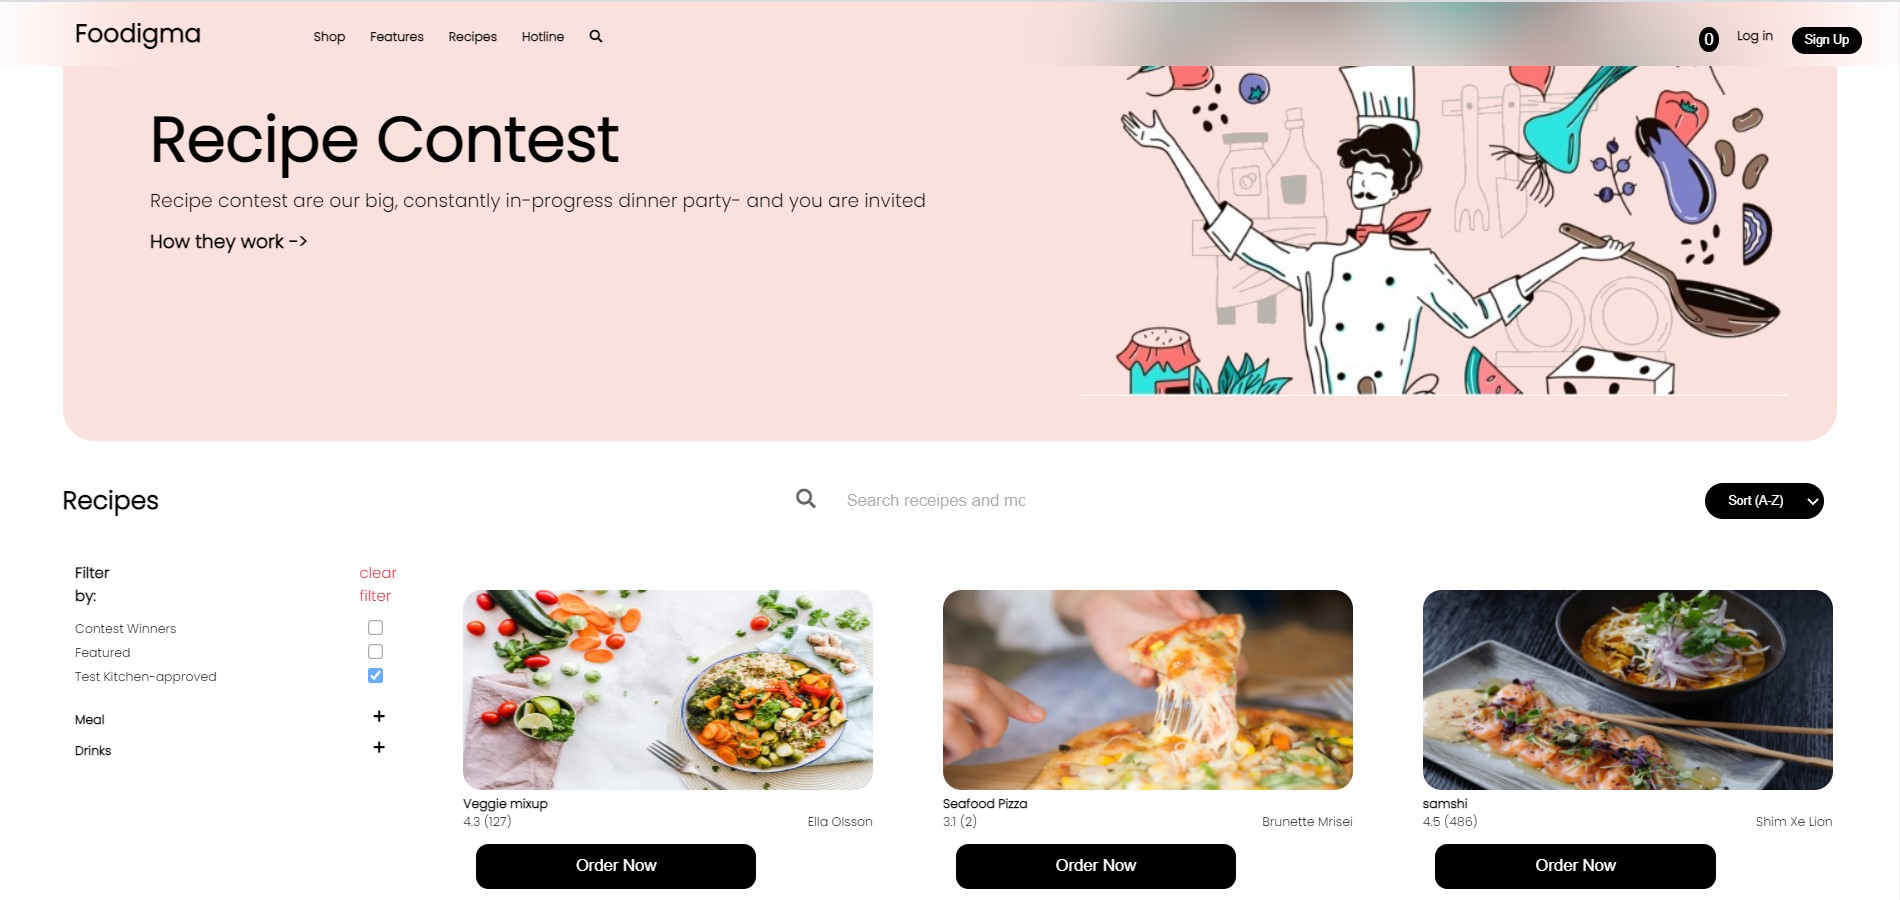 Foodigma
Shop Features Recipes Hotline
0 Log in Sign Up
Recipe Contest
Recipe contest are our big, constantly in-progress dinner party- and you are invited
How they work ->
Recipes
Search receipes and mo
Sort (A-Z)
Filter
by:
clear
filter
Contest Winners
Featured
Test Kitchen-approved
Meal +
Drinks +
Veggie mixup
4.3 (127) Ella Olsson
Order Now
Seafood Pizza
3.1 (2) Brunette Mrisei
Order Now
samshi
4.5 (486) Shim Xe Lion
Order Now